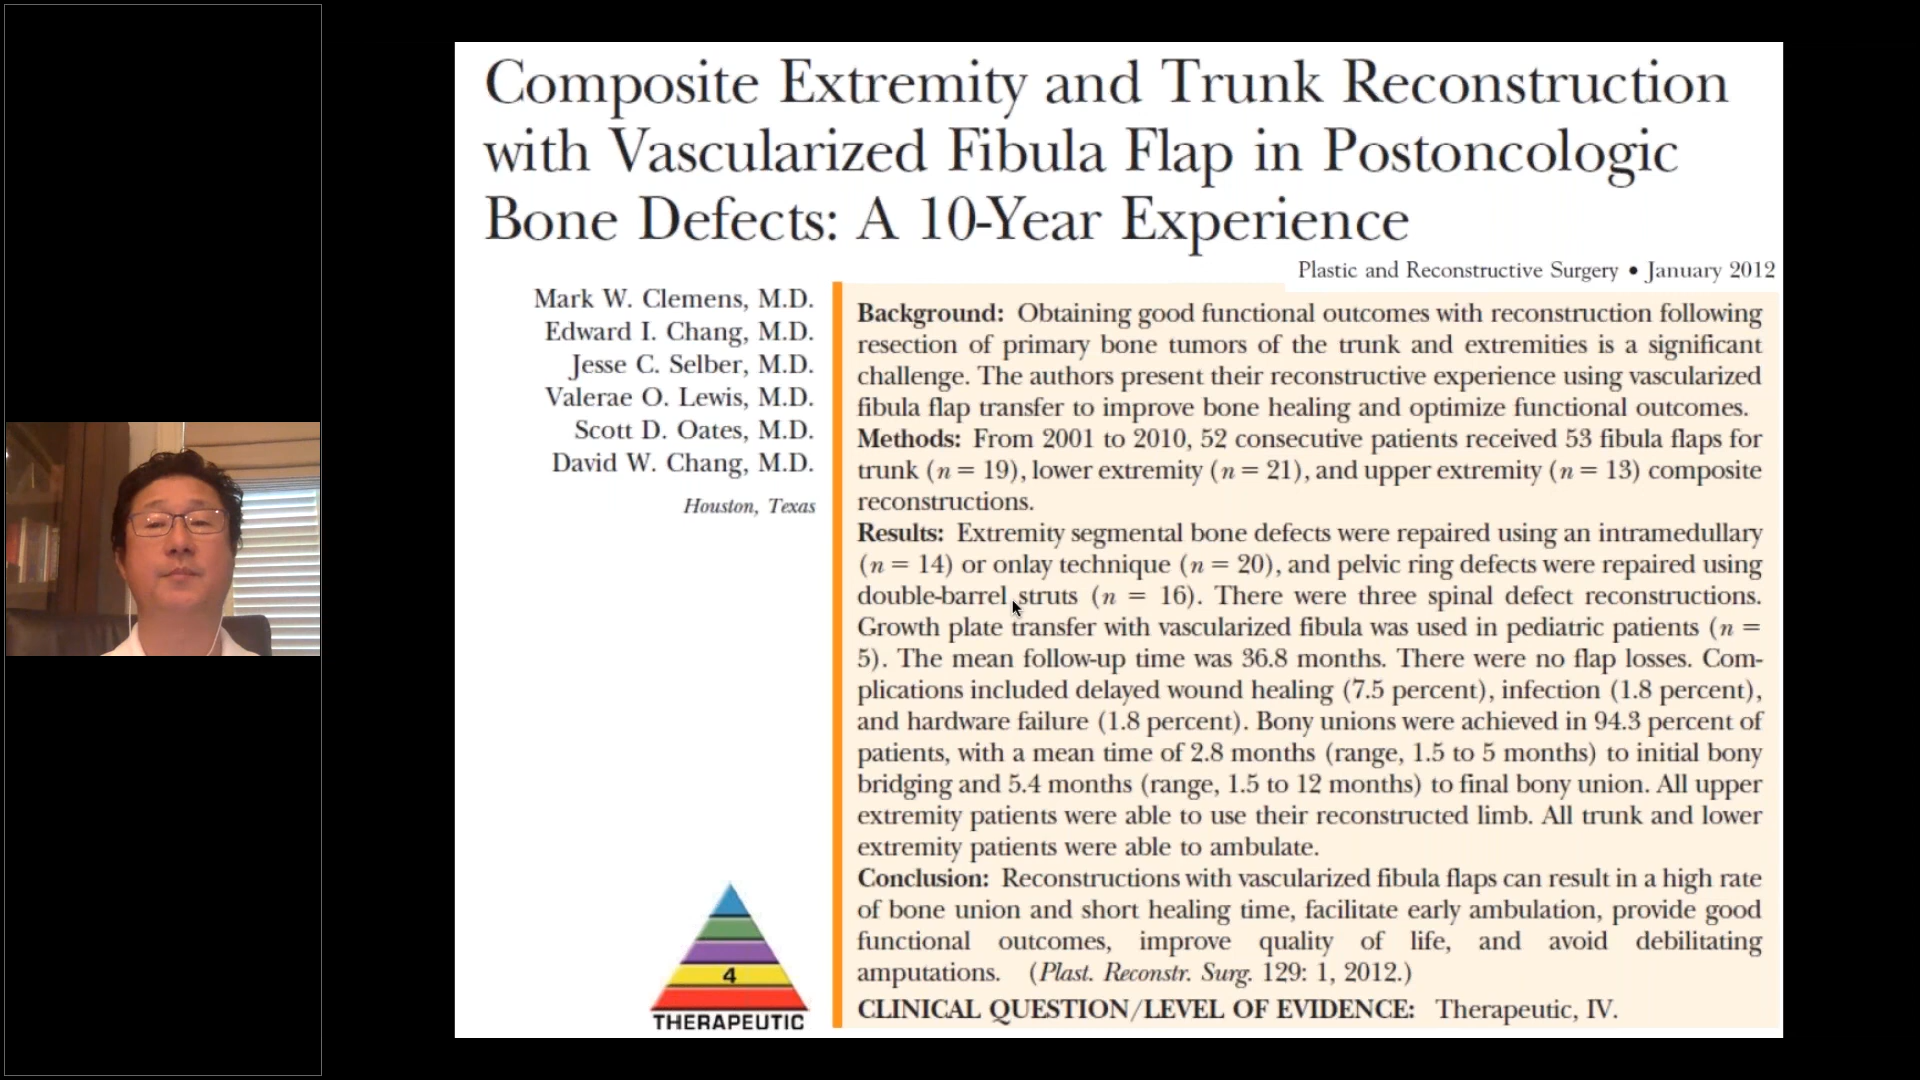 Composite Extremity and Trunk Reconstruction
with Vascularized Fibula Flap in Postoncologic
Bone Defects: A 10-Year Experience
Plastic and Reconstructive Surgery • January 2012
Mark W. Clemens, M.D.
Edward I. Chang, M.D.
Jesse C. Selber, M.D.
Valerae O. Lewis, M.D.
Scott D. Oates, M.D.
David W. Chang, M.D.
Houston, Texas
Background: Obtaining good functional outcomes with reconstruction following
resection of primary bone tumors of the trunk and extremities is a significant
challenge. The authors present their reconstructive experience using vascularized
fibula flap transfer to improve bone healing and optimize functional outcomes.
Methods: From 2001 to 2010, 52 consecutive patients received 53 fibula flaps for
trunk (n = 19), lower extremity (n = 21), and upper extremity (n = 13) composite
reconstructions.
Results: Extremity segmental bone defects were repaired using an intramedullary
(n = 14) or onlay technique (n = 20), and pelvic ring defects were repaired using
double-barrel struts (n = 16). There were three spinal defect reconstructions.
Growth plate transfer with vascularized fibula was used in pediatric patients (n =
5). The mean follow-up time was 36.8 months. There were no flap losses. Com-
plications included delayed wound healing (7.5 percent), infection (1.8 percent),
and hardware failure (1.8 percent). Bony unions were achieved in 94.3 percent of
patients, with a mean time of 2.8 months (range, 1.5 to 5 months) to initial bony
bridging and 5.4 months (range, 1.5 to 12 months) to final bony union. All upper
extremity patients were able to use their reconstructed limb. All trunk and lower
extremity patients were able to ambulate.
Conclusion: Reconstructions with vascularized fibula flaps can result in a high rate
of bone union and short healing time, facilitate early ambulation, provide good
functional outcomes, improve quality of life, and avoid debilitating
amputations. (Plast. Reconstr. Surg. 129: 1, 2012.)
CLINICAL QUESTION/LEVEL OF EVIDENCE: Therapeutic, IV.
4
THERAPEUTIC